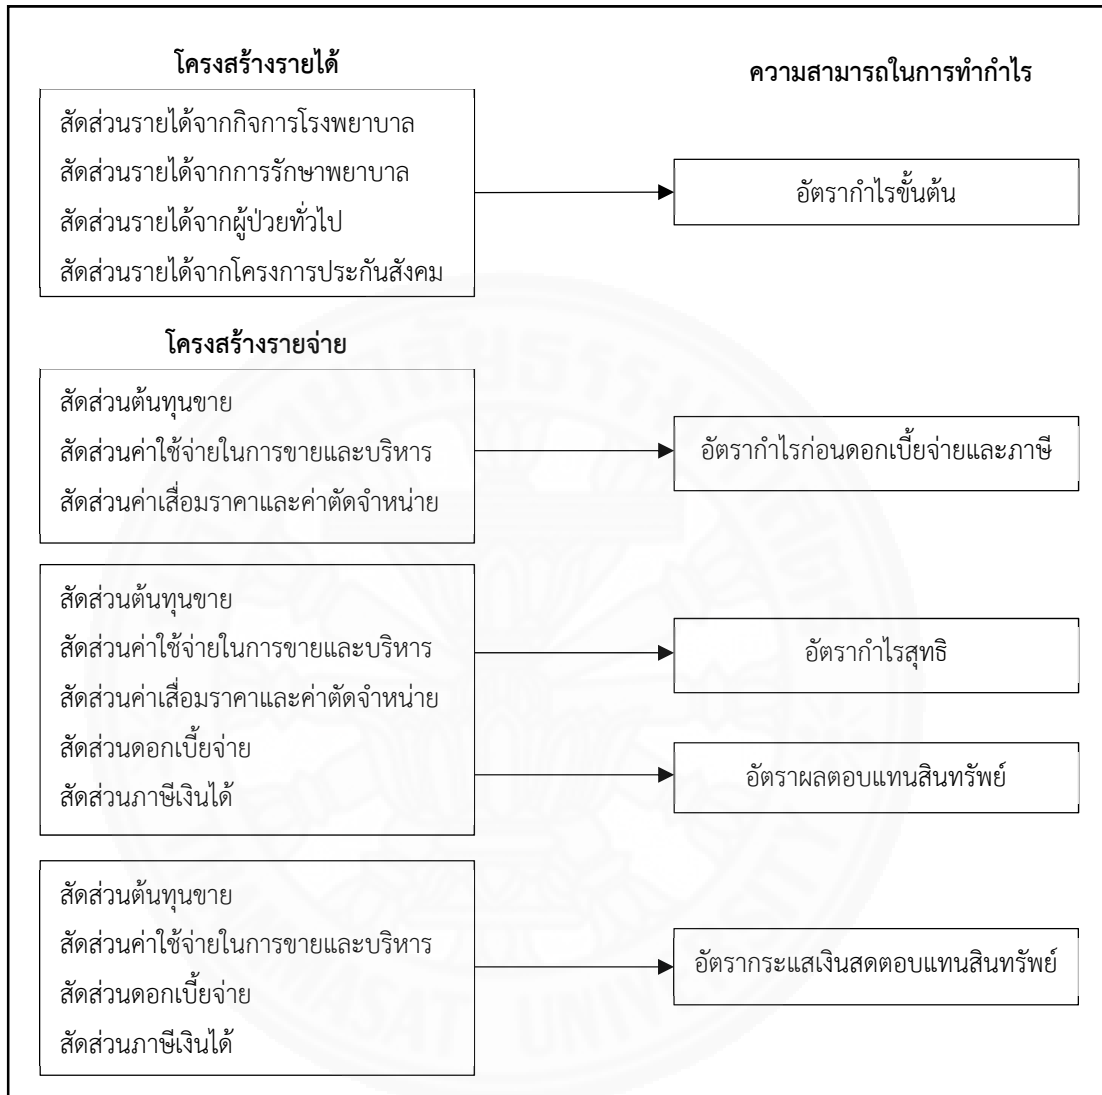 โครงสร้างรายได้
ความสามารถในการทำกำไร
สัดส่วนรายได้จากกิจการโรงพยาบาล
สัดส่วนรายได้จากการรักษาพยาบาล
สัดส่วนรายได้จากผู้ป่วยทั่วไป
สัดส่วนรายได้จากโครงการประกันสังคม
อัตรากำไรขั้นต้น
โครงสร้างรายจ่าย
สัดส่วนต้นทุนขาย
สัดส่วนค่าใช้จ่ายในการขายและบริหาร
สัดส่วนค่าเสื่อมราคาและค่าตัดจำหน่าย
อัตรากำไรก่อนดอกเบี้ยจ่ายและภาษี
สัดส่วนต้นทุนขาย
สัดส่วนค่าใช้จ่ายในการขายและบริหาร
สัดส่วนค่าเสื่อมราคาและค่าตัดจำหน่าย
สัดส่วนดอกเบี้ยจ่าย
สัดส่วนภาษีเงินได้
อัตรากำไรสุทธิ
อัตราผลตอบแทนสินทรัพย์
สัดส่วนต้นทุนขาย
สัดส่วนค่าใช้จ่ายในการขายและบริหาร
สัดส่วนดอกเบี้ยจ่าย
สัดส่วนภาษีเงินได้
อัตรากระแสเงินสดตอบแทนสินทรัพย์
THAMMASAT UNIVERSITY